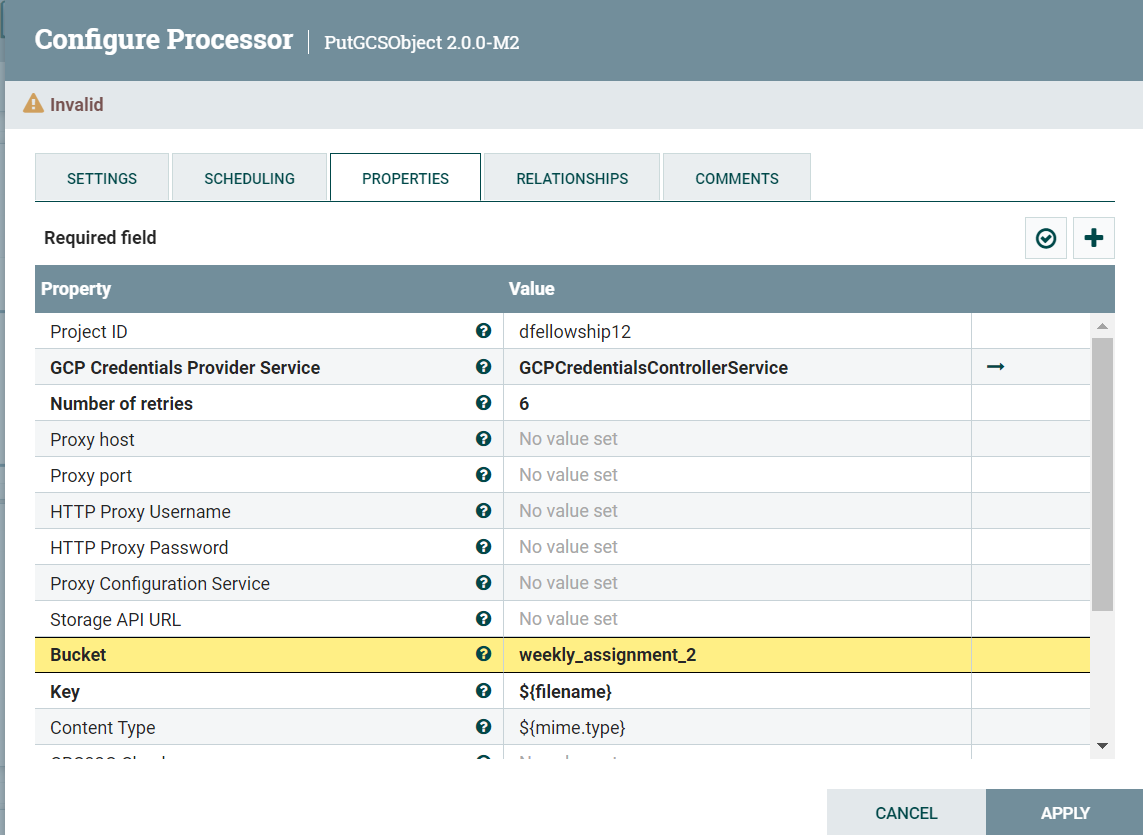 Configure Processor | PutGCSObject 2.0.0-M2
Invalid
SETTINGS SCHEDULING PROPERTIES RELATIONSHIPS COMMENTS
Required field
Property Value
Project ID dfellowship12
GCP Credentials Provider Service GCPCredentialsControllerService
Number of retries 6
Proxy host No value set
Proxy port No value set
HTTP Proxy Username No value set
HTTP Proxy Password No value set
Proxy Configuration Service No value set
Storage API URL No value set
Bucket weekly_assignment_2
Key ${filename}
Content Type ${mime.type}
CANCEL APPLY